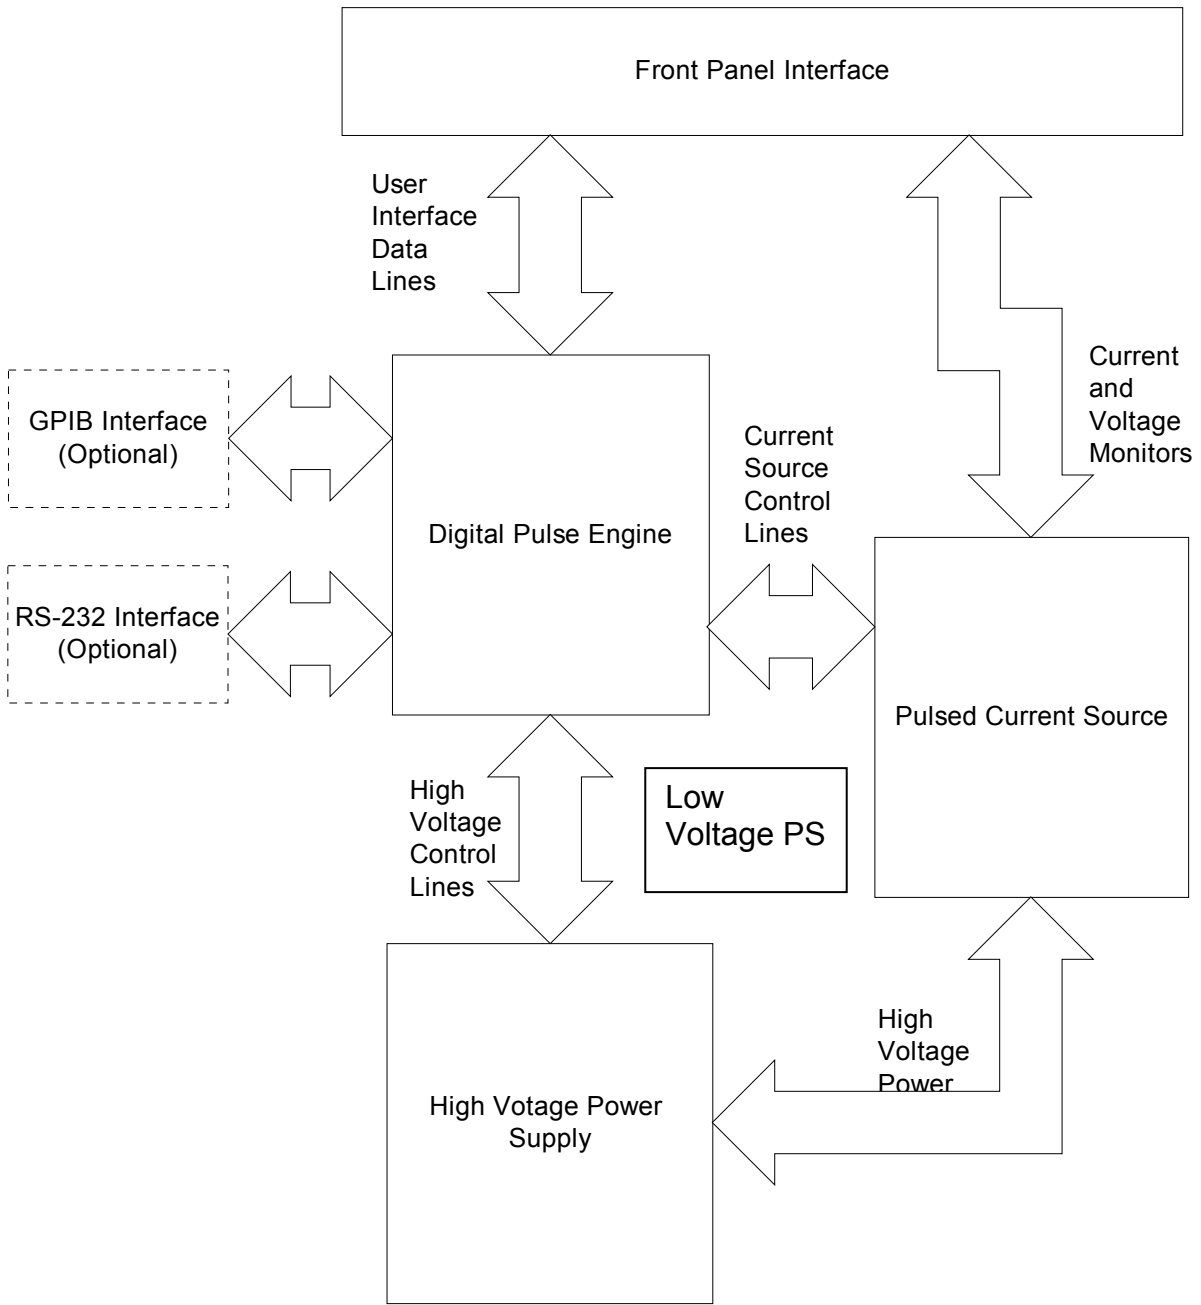 Front Panel Interface
User
Interface
Data
Lines
Current
and
Voltage
Monitors
GPIB Interface
(Optional)
Current
Source
Control
Lines
Digital Pulse Engine
RS-232 Interface
(Optional)
Pulsed Current Source
High
Voltage
Control
Lines
Low
Voltage PS
High
Voltage
Power
High Votage Power
Supply